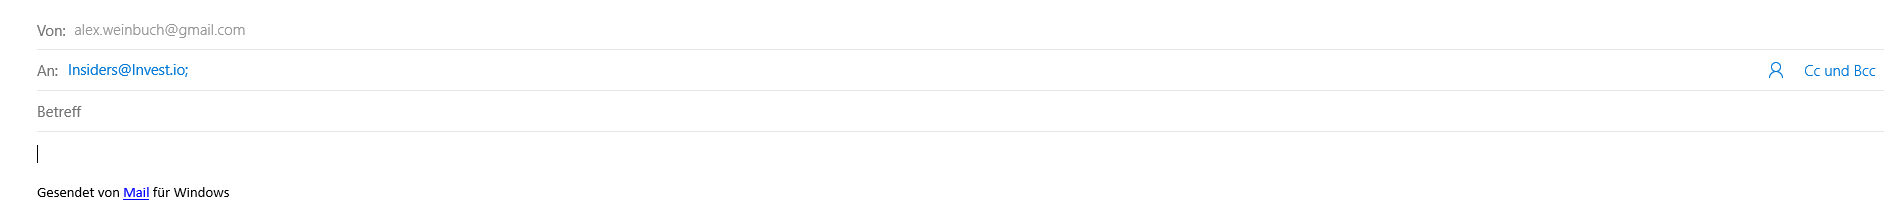 Von: alex.weinbuch@gmail.com
An: Insiders@Invest.io; Cc und Bcc
Betreff
Gesendet von Mail für Windows